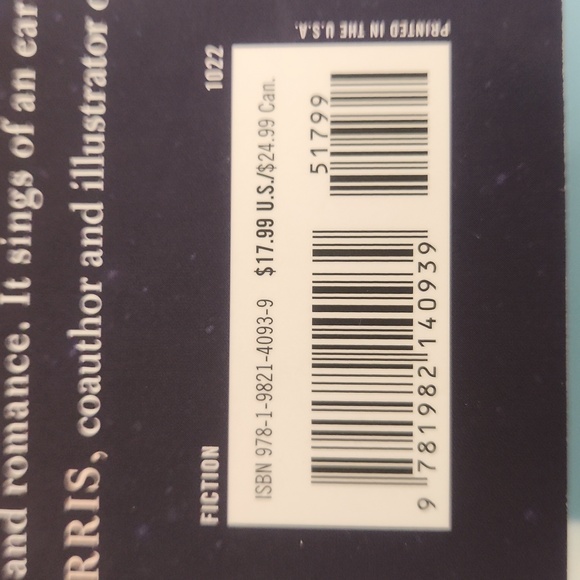 and romance. It sings of an ear
RRIS, coauthor and illustrator
FICTION 1022
ISBN 978-1-9821-4093-9 $17.99 U.S./$24.99 Can.
51799
9 781982 140939
PRINTED IN THE U.S.A.